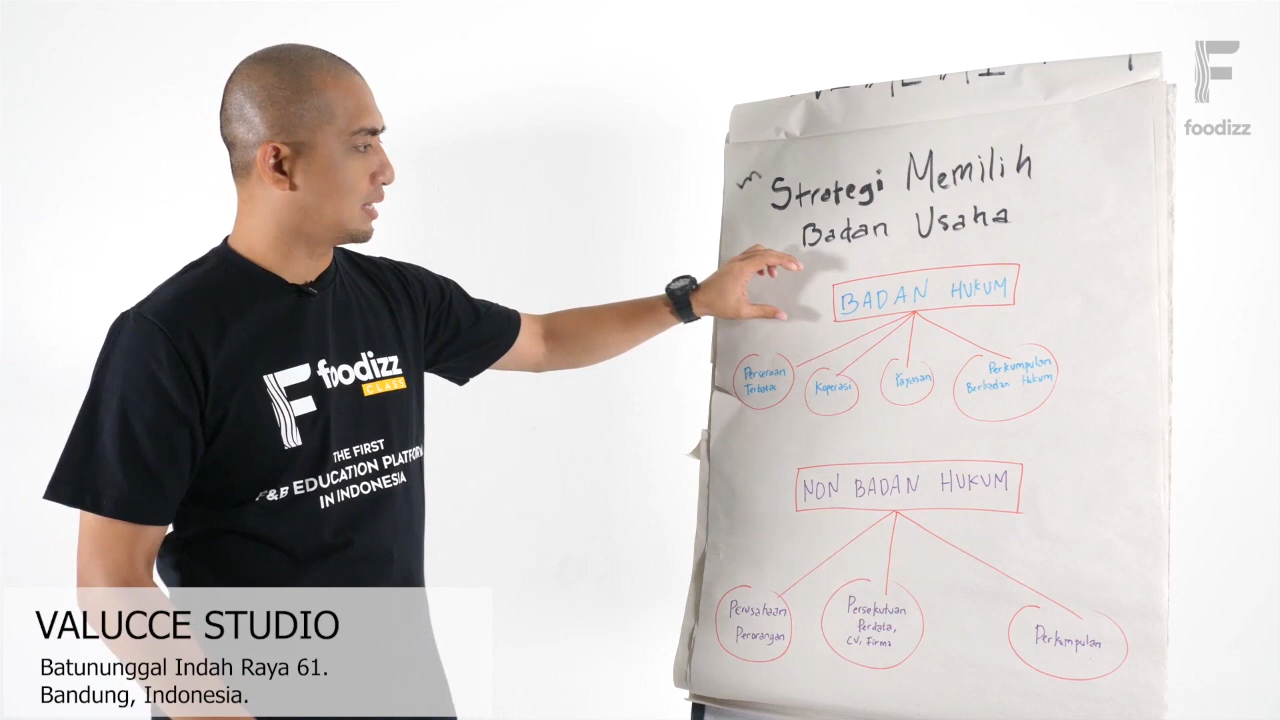 foodizz
Strategi Memilih
Badan Usaha
BADAN HUKUM
Perseroan
Terbatas
Koperasi
Yayasan
Perkumpulan
Berbadan Hukum
NON BADAN HUKUM
Perusahaan
Perorangan
Persekutuan
Perdata,
CV, Firma
Perkumpulan
foodizz
CLASS
THE FIRST
F&B EDUCATION PLATFORM
IN INDONESIA
VALUCCE STUDIO
Batununggal Indah Raya 61.
Bandung, Indonesia.